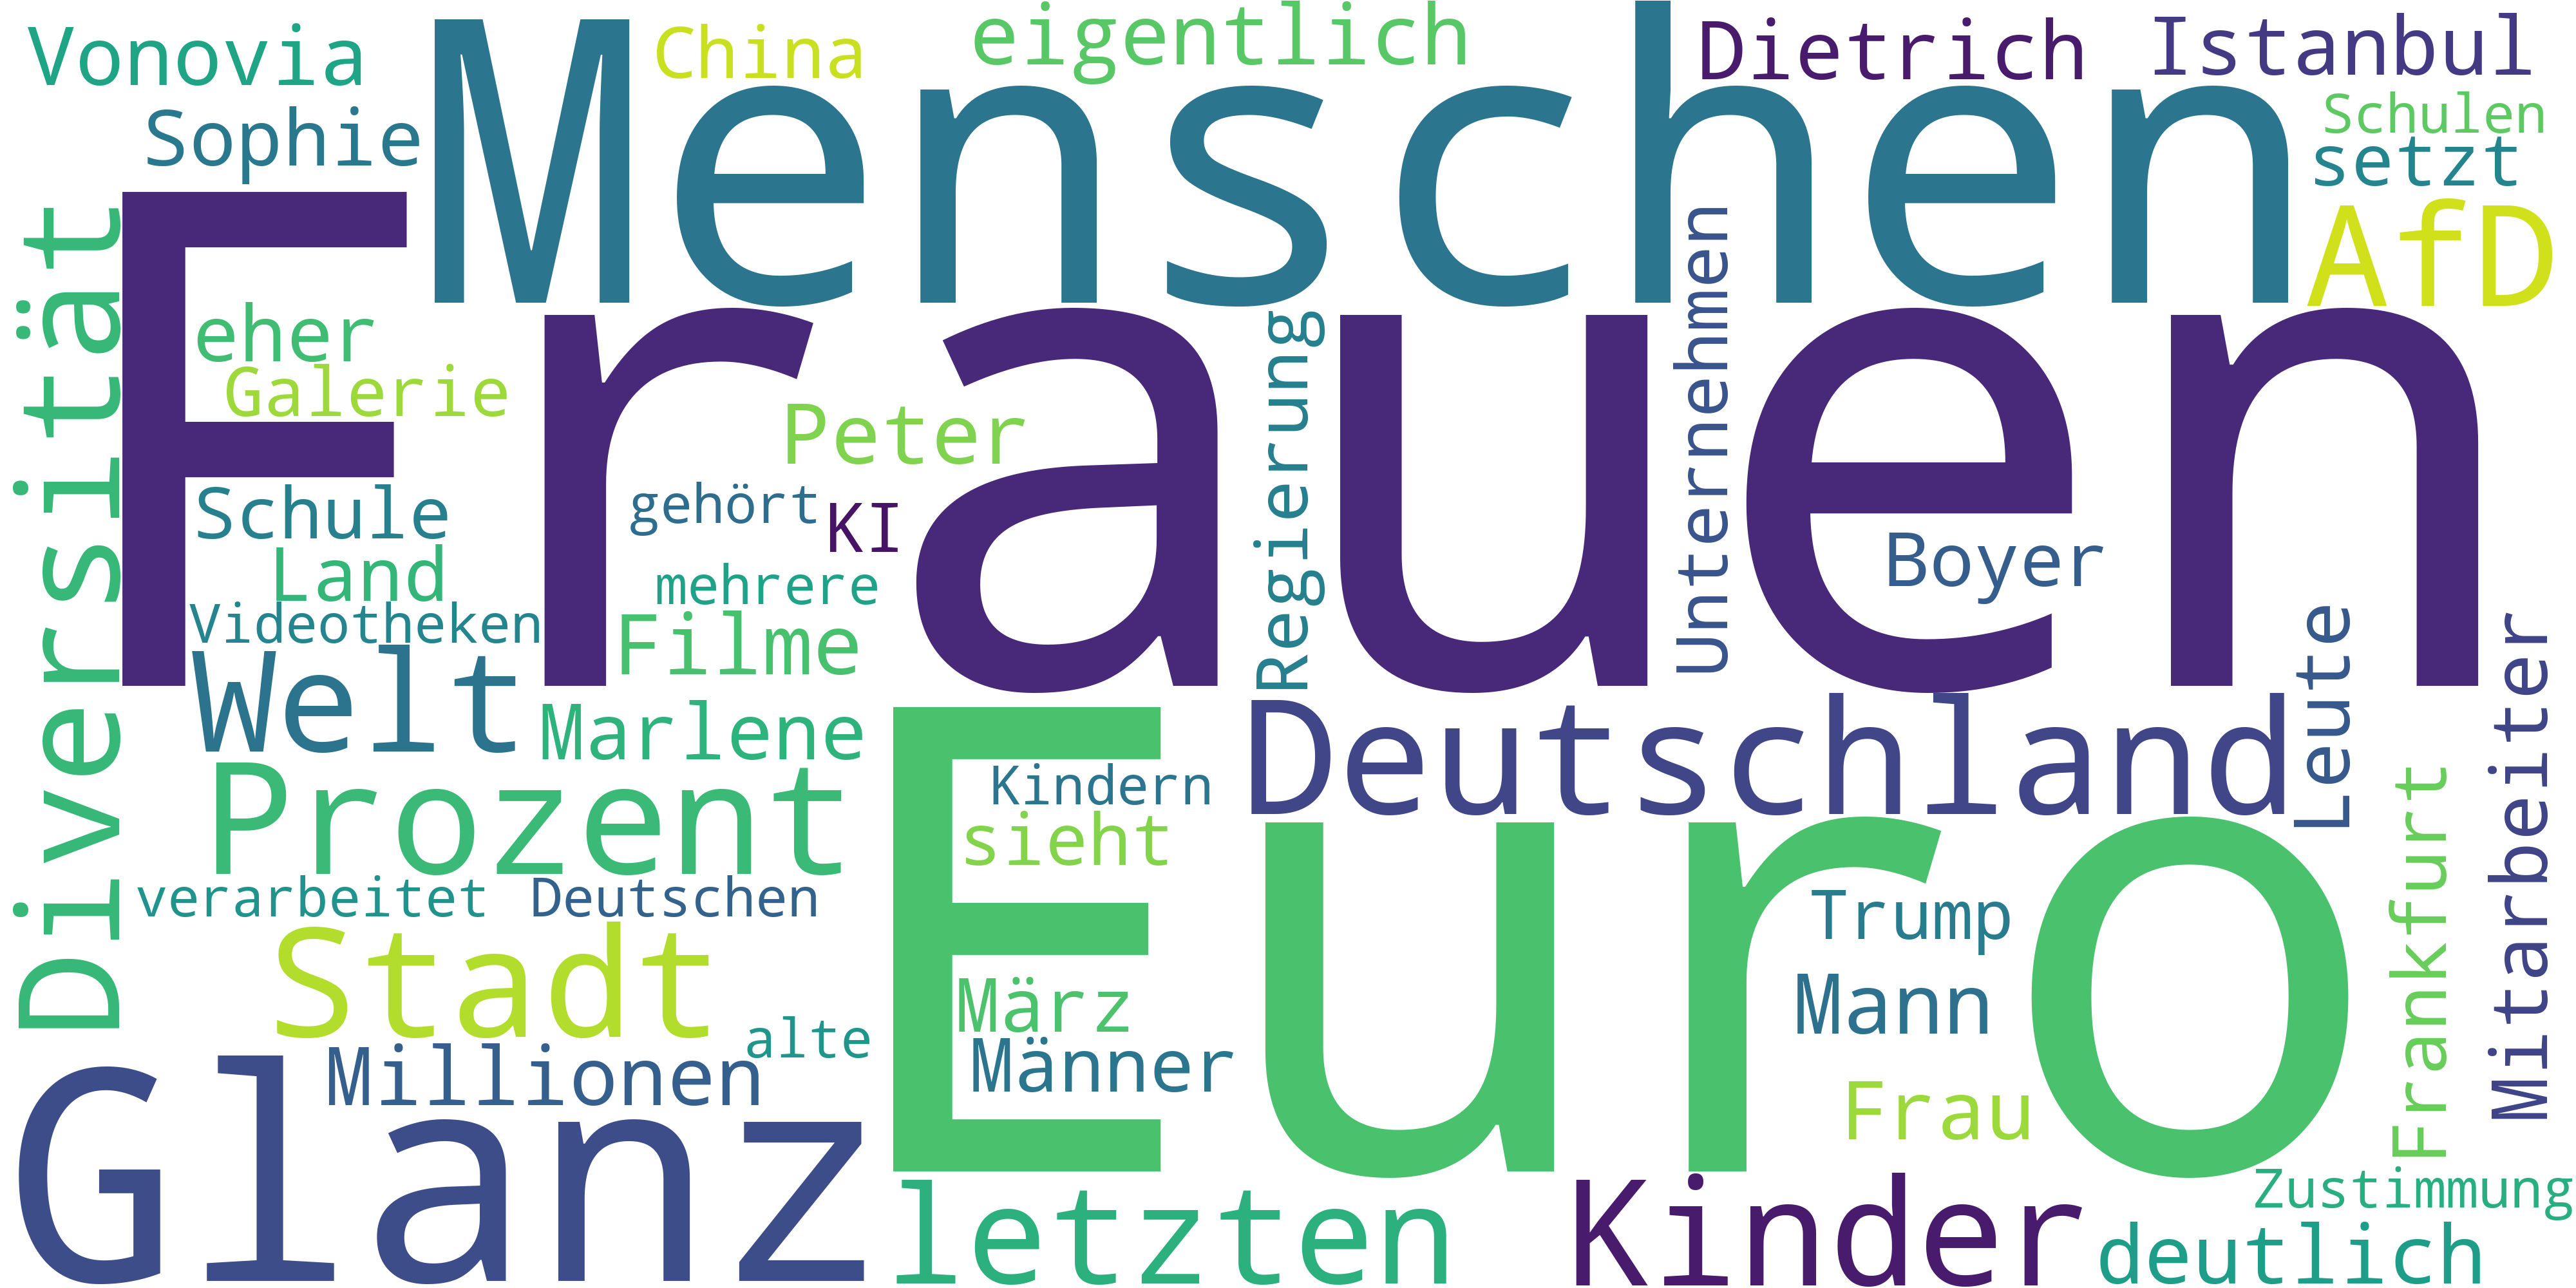 Vonovia
China
eigentlich
Dietrich
Istanbul
Sophie
Menschen
Schulen
setzt
AfD
Diversität
Frauen
eher
Galerie
Peter
Regierung
Unternehmen
Schule
gehört
KI
Boyer
Land
mehrere
Videotheken
Filme
Welt
Marlene
Deutschland
Leute
Mitarbeiter
Prozent
Kindern
sieht
Euro
verarbeitet
Deutschen
Trump
Frankfurt
Stadt
März
Mann
alte
Millionen
Männer
Glanz
Frau
letzten
Kinder
Zustimmung
deutlich